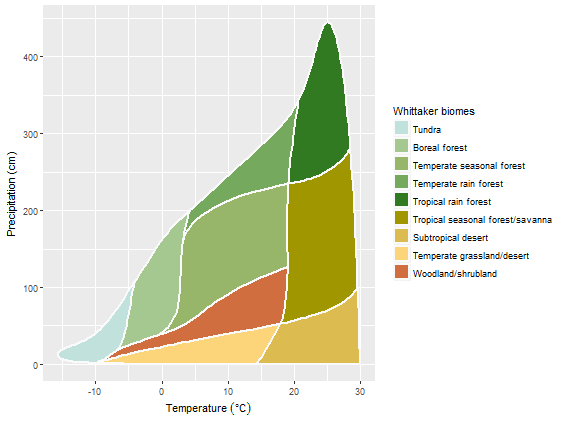 400
300
200
100
0
Precipitation (cm)
-10
0
10
20
30
Temperature (°C)
Whittaker biomes
Tundra
Boreal forest
Temperate seasonal forest
Temperate rain forest
Tropical rain forest
Tropical seasonal forest/savanna
Subtropical desert
Temperate grassland/desert
Woodland/shrubland